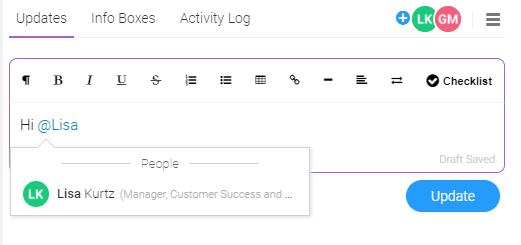 Updates Info Boxes Activity Log LK GM
¶ B I U S Checklist
Hi @Lisa
Draft Saved
People
LK Lisa Kurtz (Manager, Customer Success and ...
Update